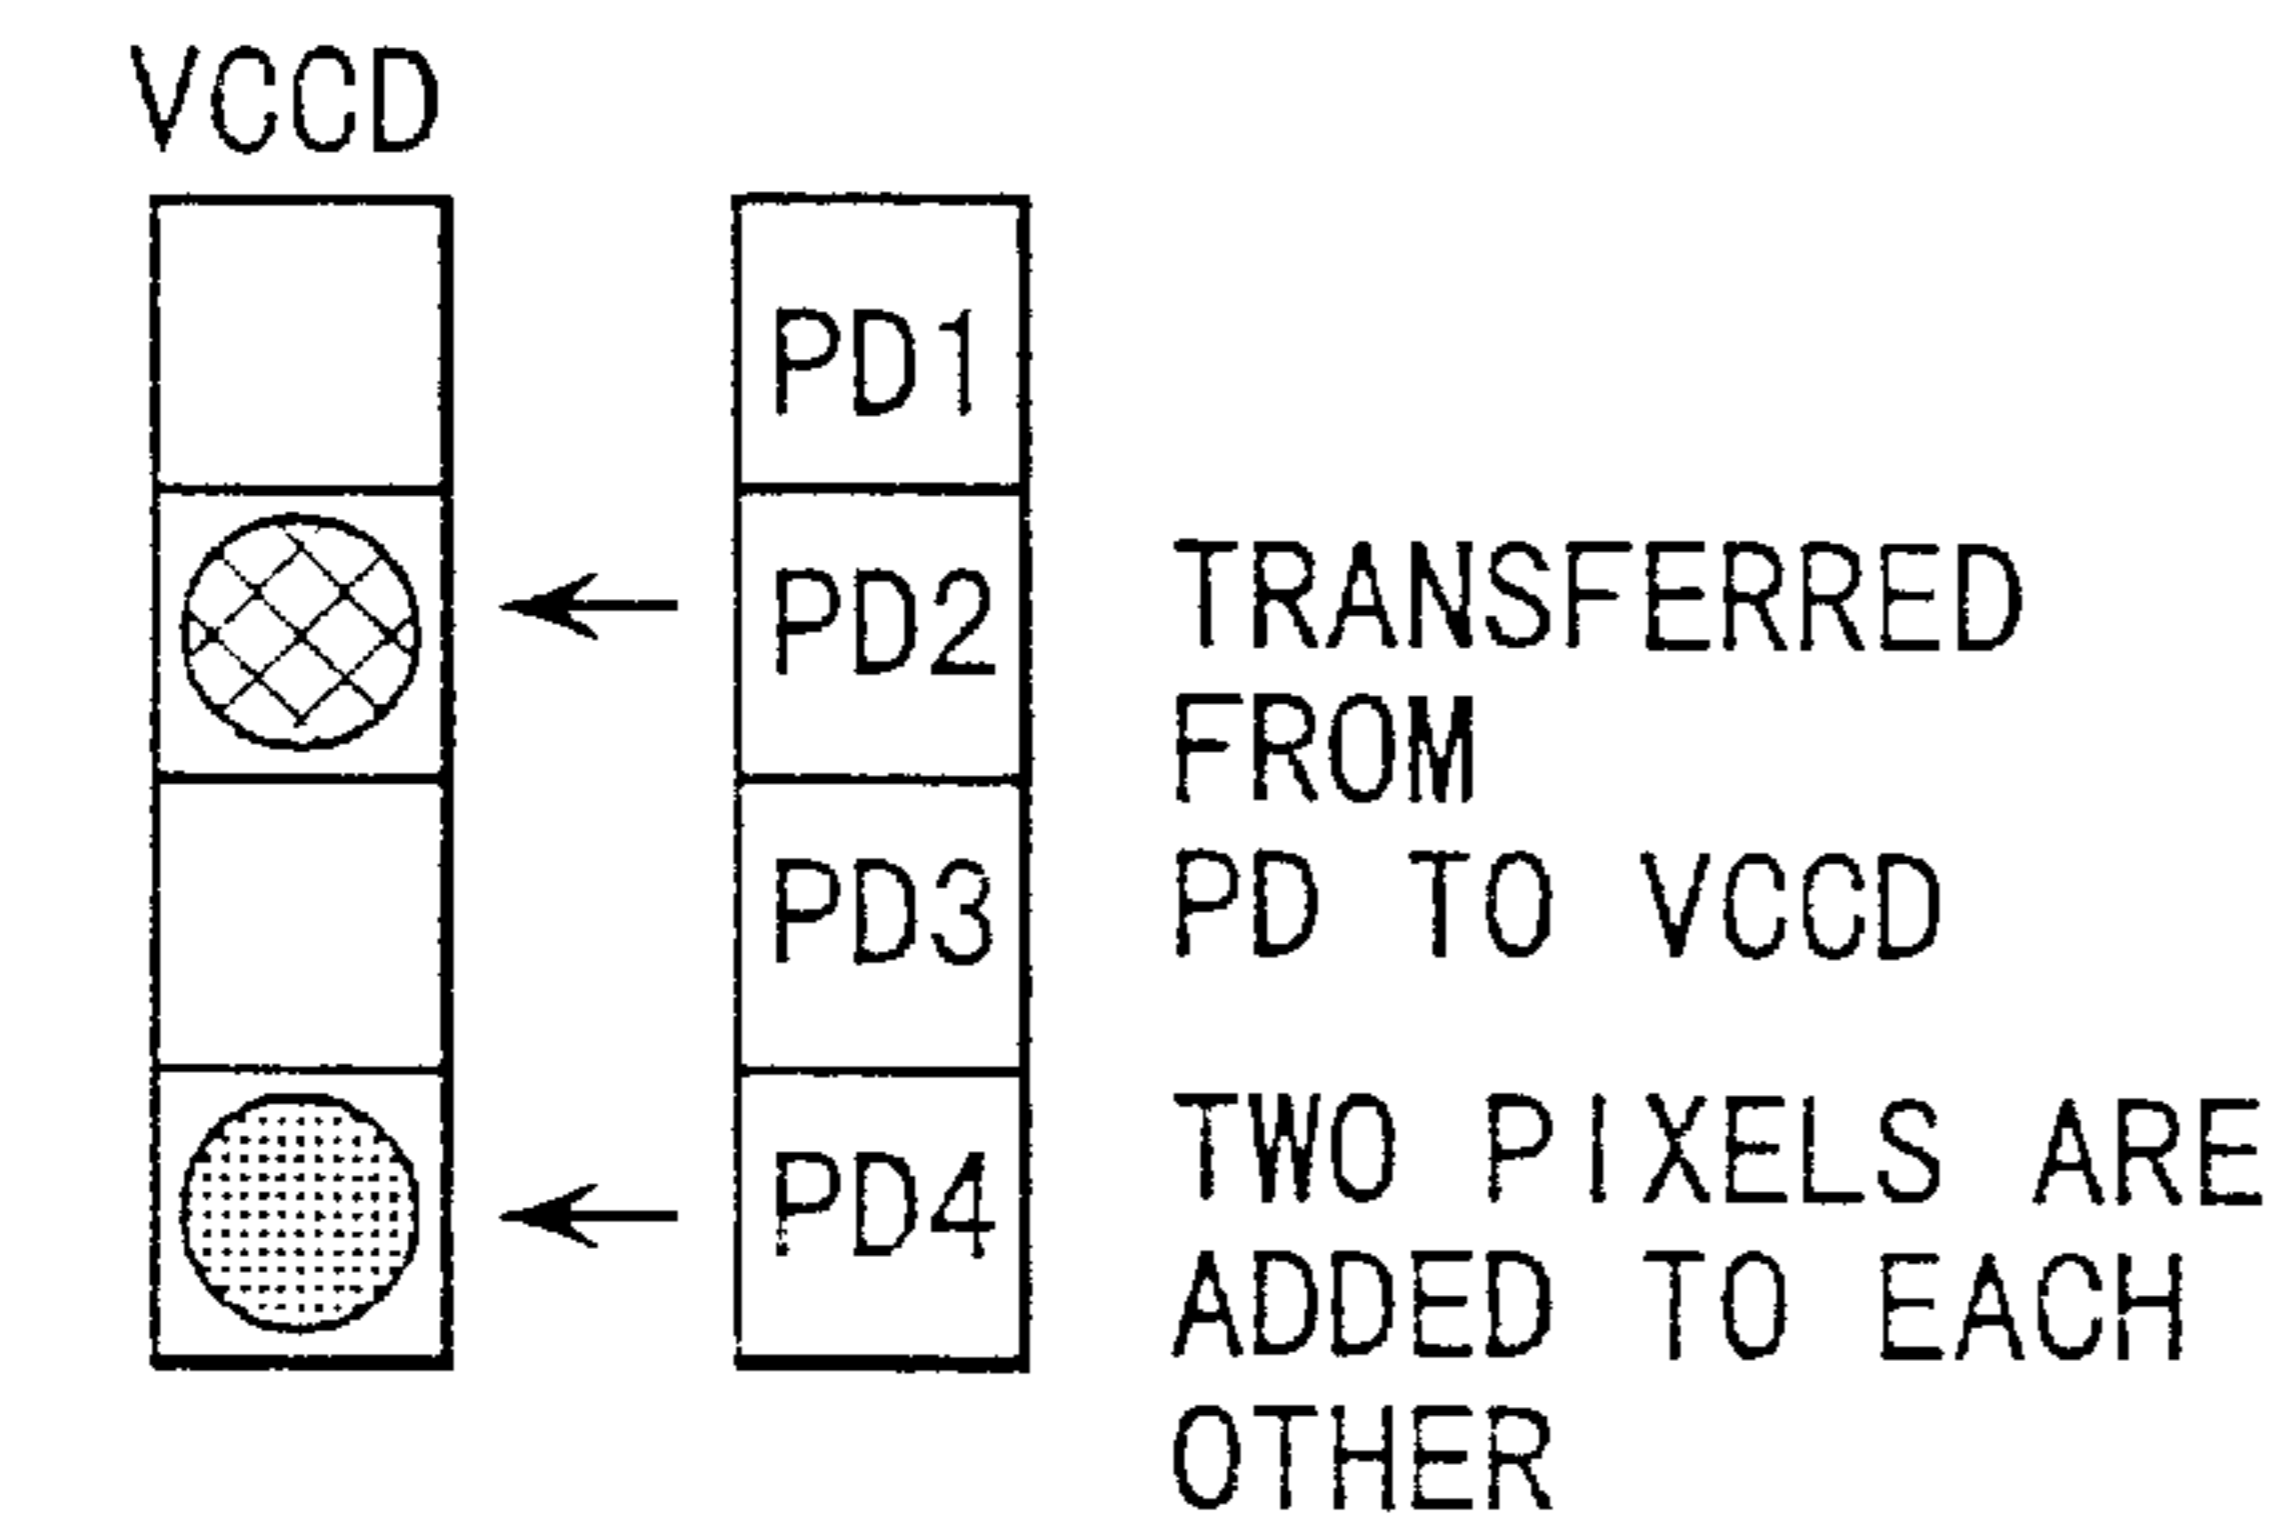 VCCD
PD1
PD2
PD3
PD4
TRANSFERRED
FROM
PD TO VCCD
TWO PIXELS ARE
ADDED TO EACH
OTHER